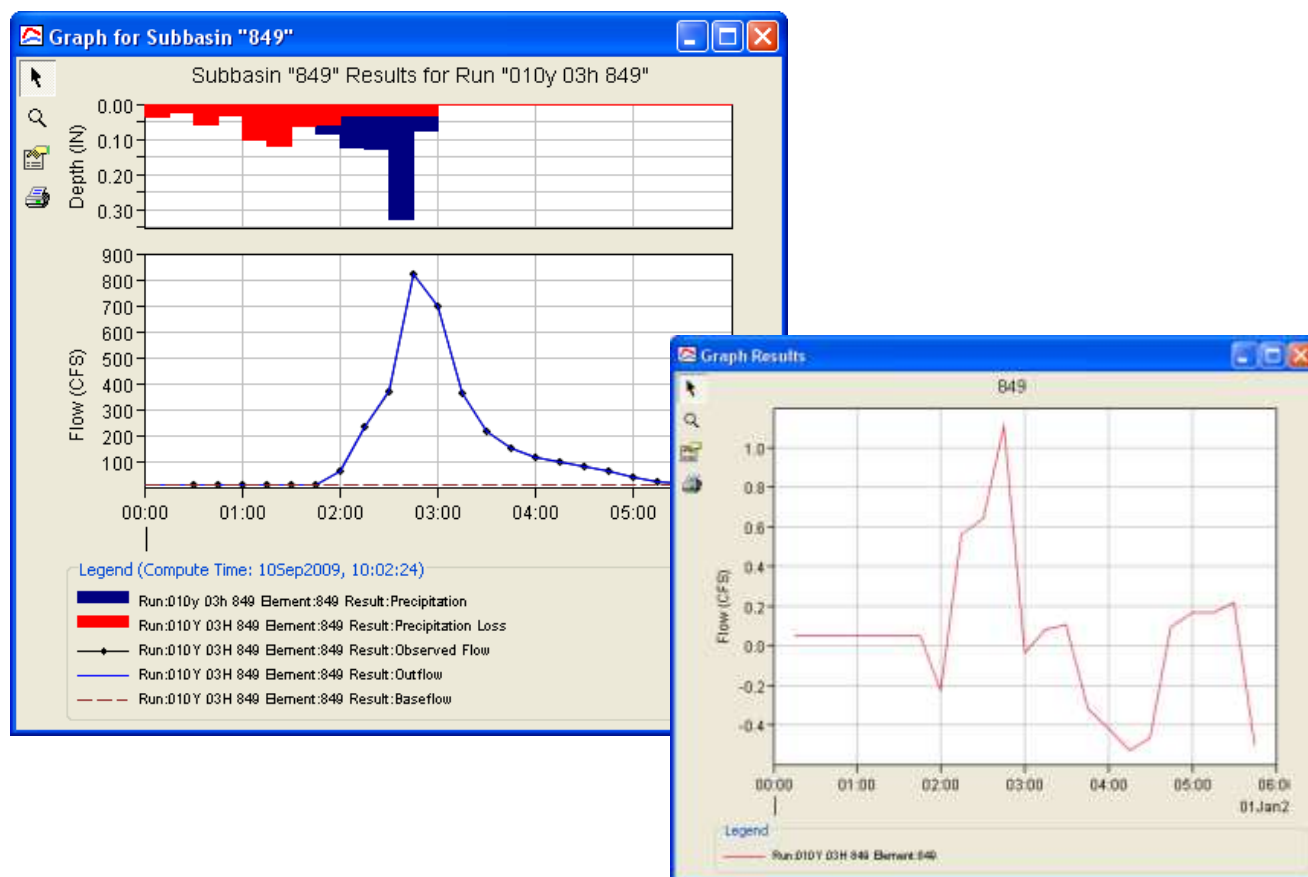 Graph for Subbasin "849"
Subbasin "849" Results for Run "010y 03h 849"
0.00
0.10
0.20
0.30
Depth (IN)
900
800
700
600
500
400
300
200
100
Flow (CFS)
00:00 01:00 02:00 03:00 04:00 05:00
Legend (Compute Time: 10Sep2009, 10:02:24)
Run:010y 03h 849 Element:849 Result:Precipitation
Run:010Y 03H 849 Element:849 Result:Precipitation Loss
Run:010Y 03H 849 Element:849 Result:Observed Flow
Run:010Y 03H 849 Element:849 Result:Outflow
Run:010Y 03H 849 Element:849 Result:Baseflow
Graph Results
849
1.0
0.8
0.6
0.4
0.2
0.0
-0.2
-0.4
Flow (CFS)
00:00 01:00 02:00 03:00 04:00 05:00 06:0
01Jan2
Legend
Run:010Y 03H 849 Element:849